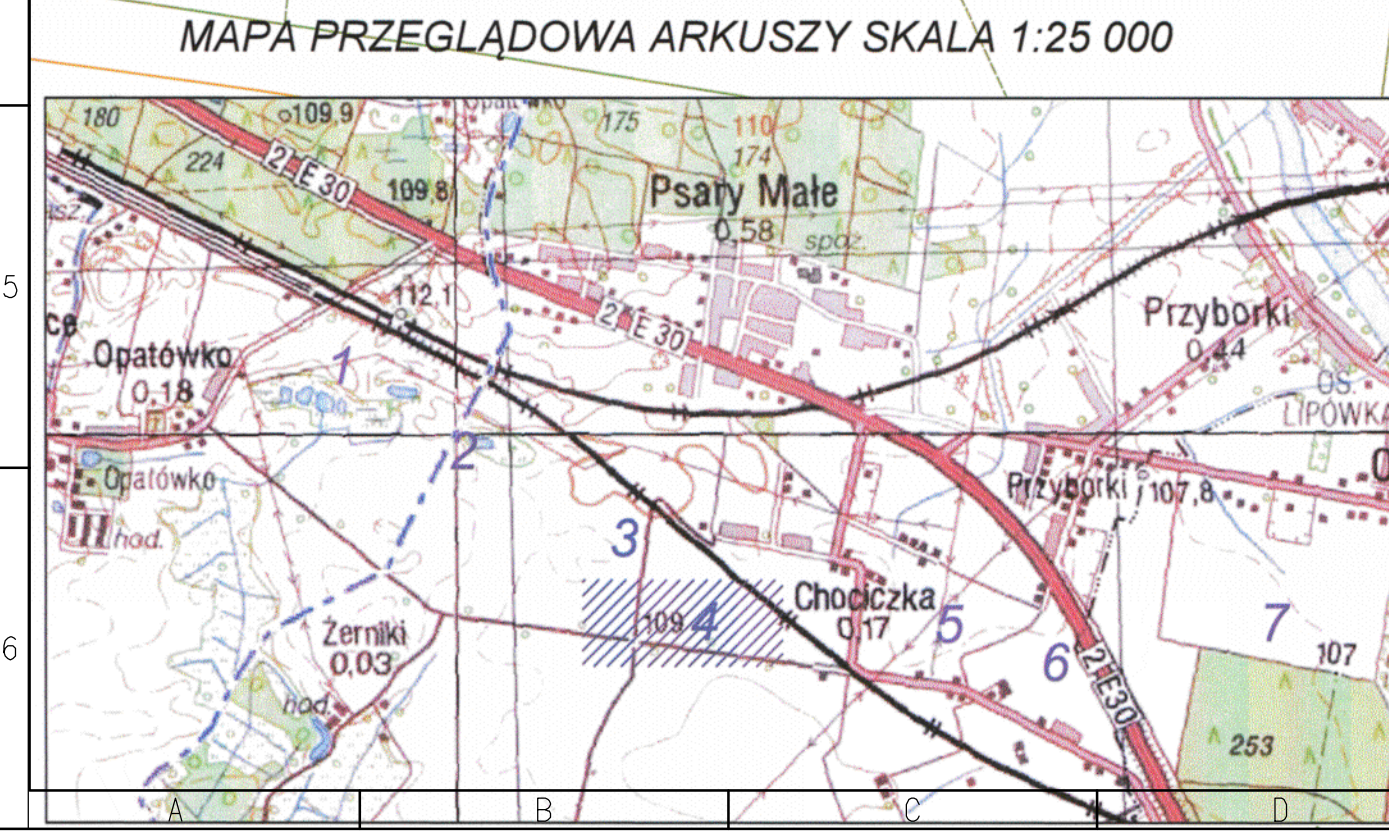 MAPA PRZEGLĄDOWA ARKUSZY SKALA 1:25 000
180
109.9
175
110
224
174
2 E 30
109.8
Psary Małe
0,58
spoż.
5
112,1
2 E 30
Przyborki
0,44
Opatówko
0,18
1
OS.
LIPÓWKA
2
Opatówko
Przyborki
107,8
hod.
3
Chociczka
0,17
109
4
5
6
7
6
Żerniki
0,03
107
2 E30
hod.
253
A
B
C
D